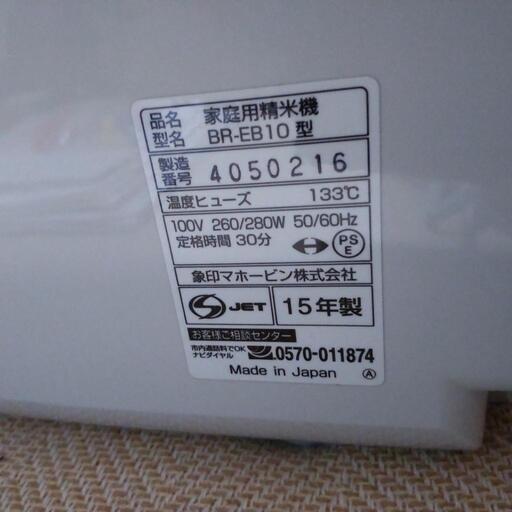 品名 家庭用精米機
型名 BR-EB10 型
製造番号 4050216
温度ヒューズ 133℃
100V 260/280W 50/60Hz
定格時間 30分
PSE
象印マホービン株式会社
S JET 15年製
お客様ご相談センター
市内通話料でOK
ナビダイヤル 0570-011874
Made in Japan Ⓐ